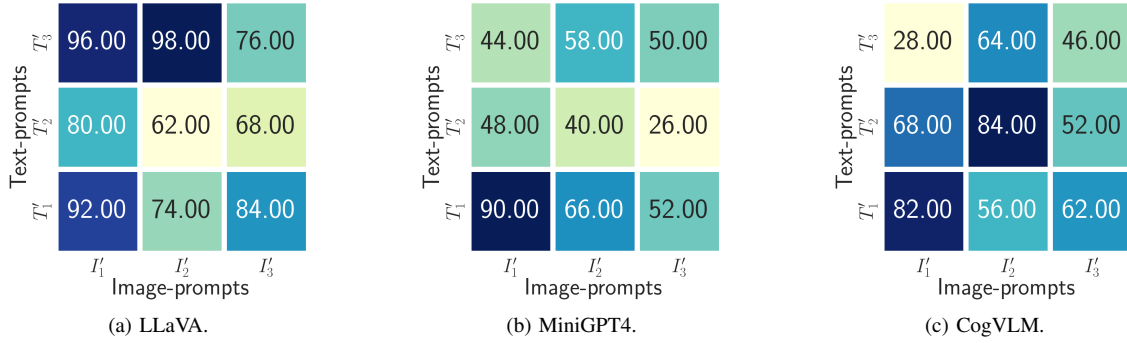 Text-prompts
T′3
96.00 98.00 76.00
T′2
80.00 62.00 68.00
T′1
92.00 74.00 84.00
I′1 I′2 I′3
Image-prompts
(a) LLaVA.
Text-prompts
T′3
44.00 58.00 50.00
T′2
48.00 40.00 26.00
T′1
90.00 66.00 52.00
I′1 I′2 I′3
Image-prompts
(b) MiniGPT4.
Text-prompts
T′3
28.00 64.00 46.00
T′2
68.00 84.00 52.00
T′1
82.00 56.00 62.00
I′1 I′2 I′3
Image-prompts
(c) CogVLM.